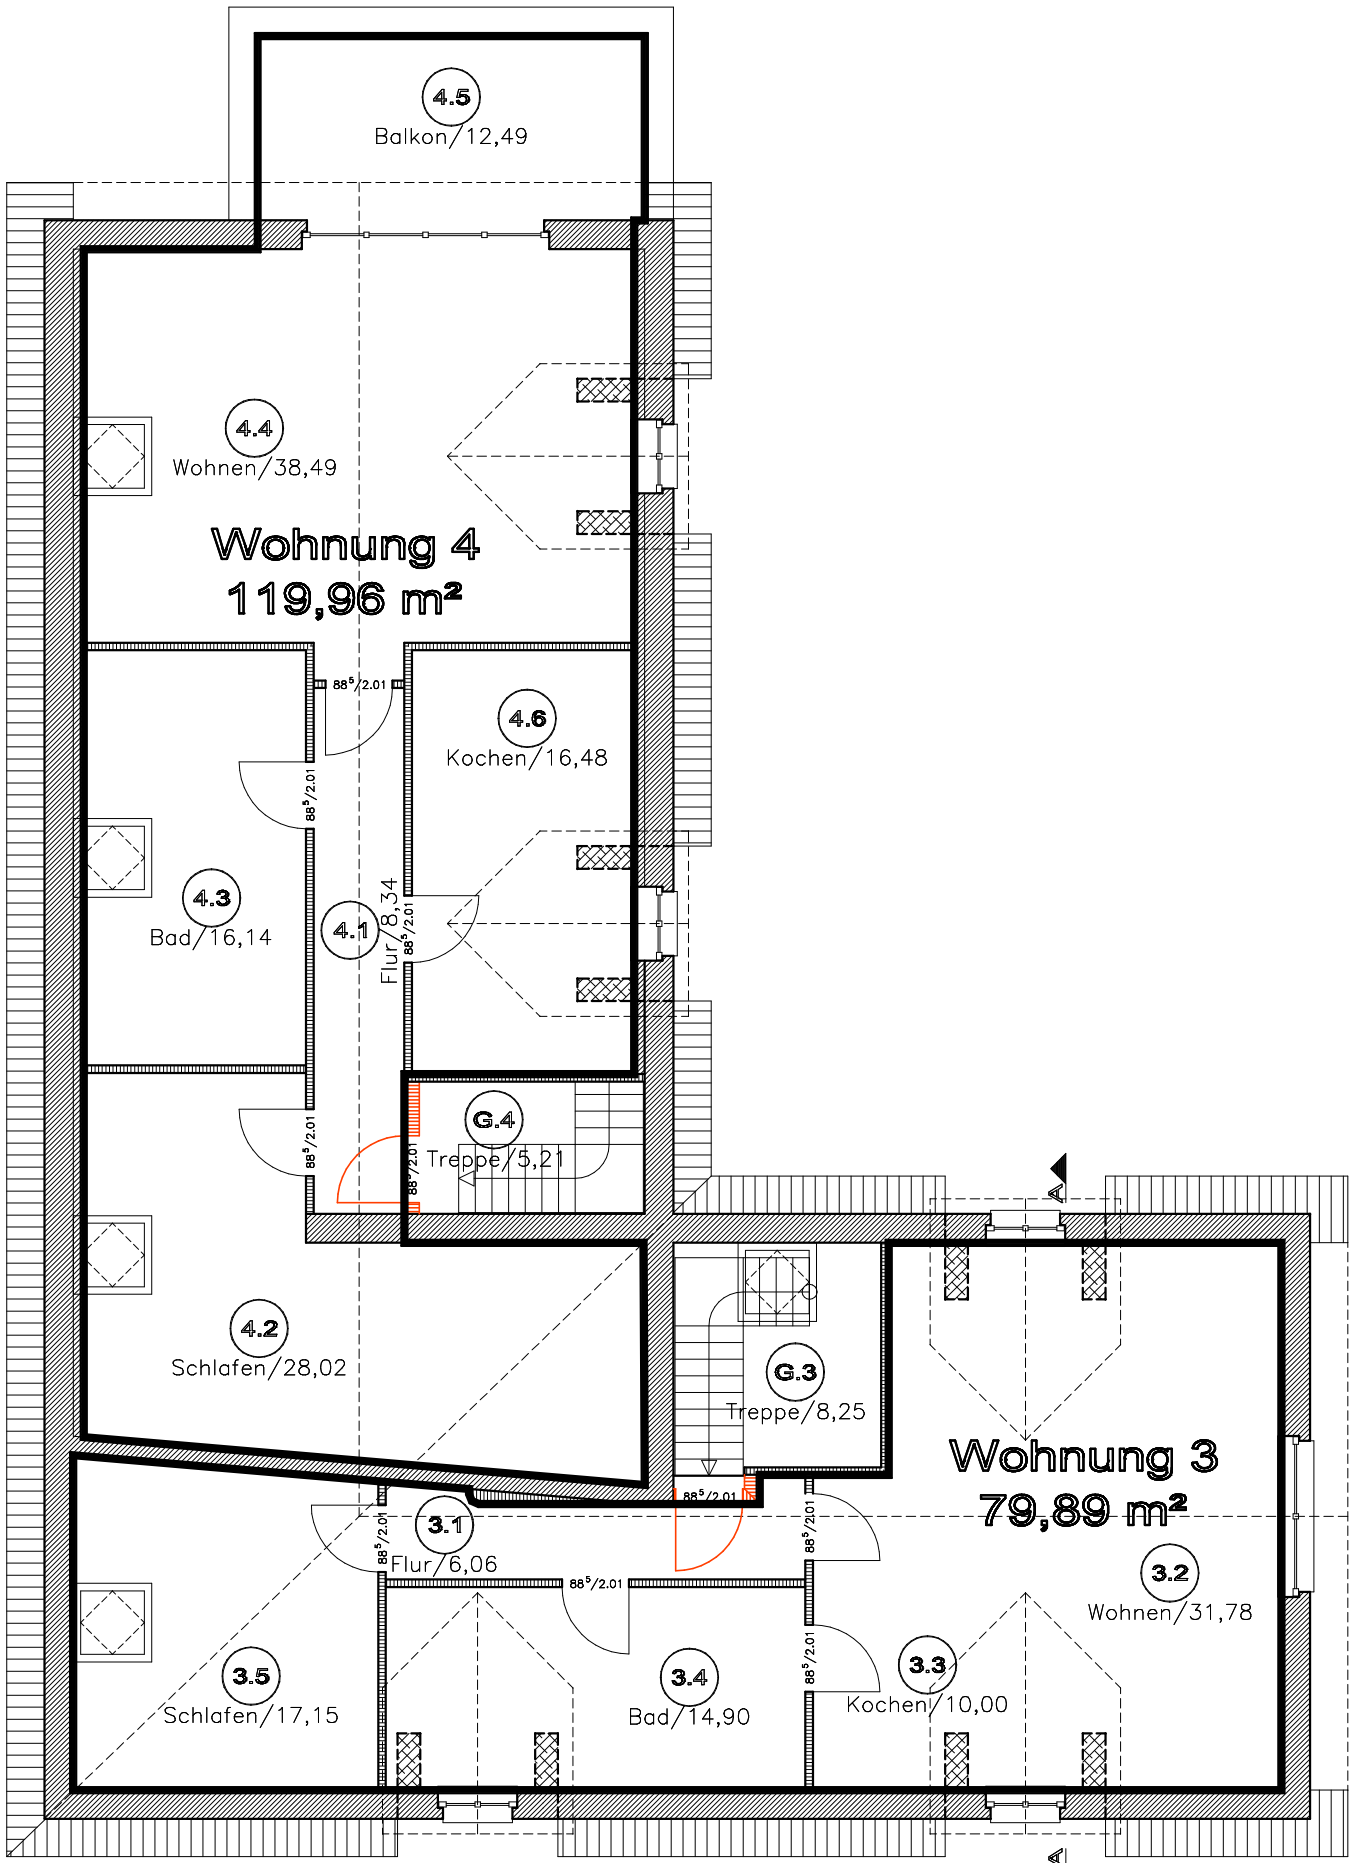 4.5
Balkon/12,49
4.4
Wohnen/38,49
Wohnung 4
119,96 m²
88⁵/2.01
4.6
Kochen/16,48
88⁵/2.01
4.3
Bad/16,14
4.1
Flur/8,34
88⁵/2.01
G.4
Treppe/5,21
88⁵/2.01
88⁵/2.01
A
4.2
Schlafen/28,02
G.3
Treppe/8,25
Wohnung 3
79,89 m²
88⁵/2.01
3.1
Flur/6,06
88⁵/2.01
88⁵/2.01
88⁵/2.01
3.2
Wohnen/31,78
3.5
Schlafen/17,15
3.4
Bad/14,90
88⁵/2.01
3.3
Kochen/10,00
A